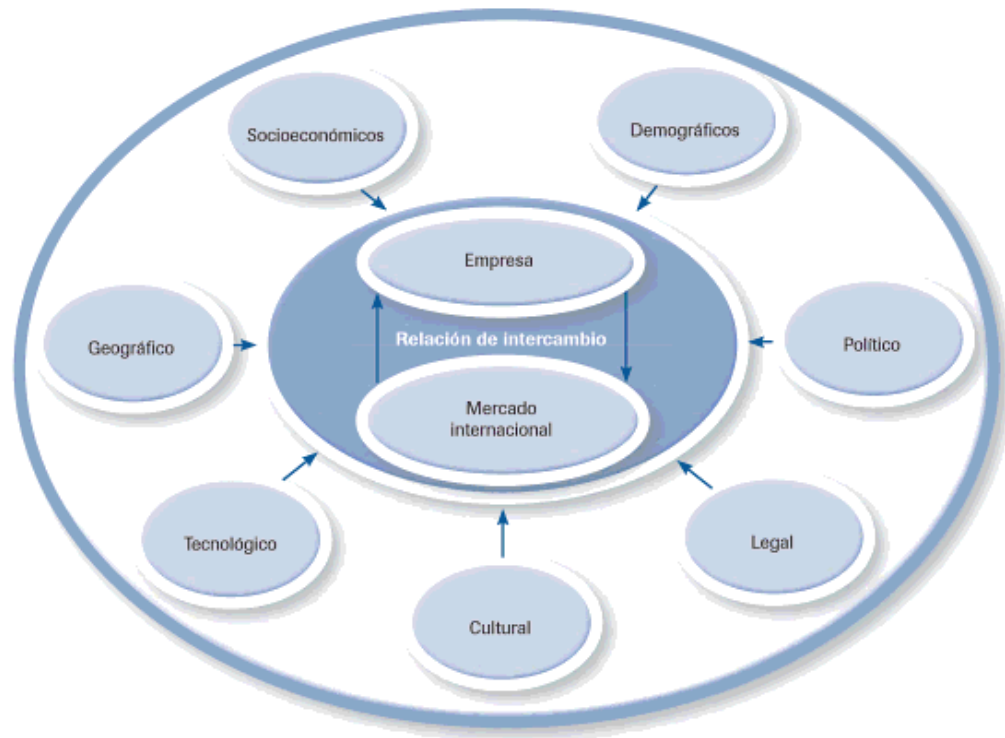 Socioeconómicos
Demográficos
Empresa
Geográfico
Relación de intercambio
Político
Mercado
internacional
Tecnológico
Legal
Cultural